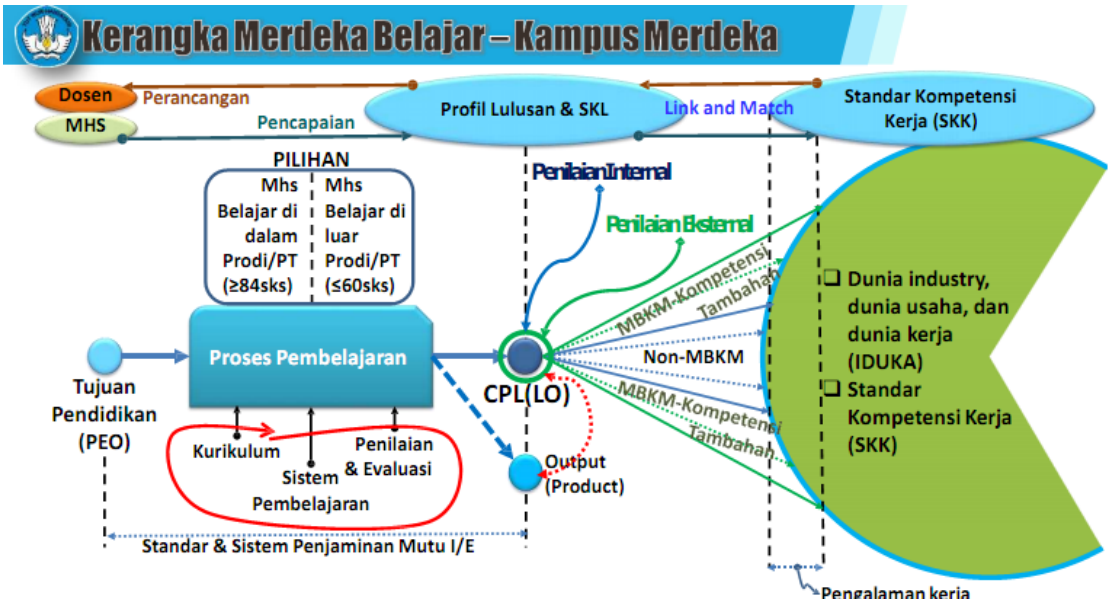 Kerangka Merdeka Belajar – Kampus Merdeka
Dosen
Perancangan
MHS
Pencapaian
Profil Lulusan & SKL
Link and Match
Standar Kompetensi
Kerja (SKK)
PILIHAN
Mhs
Belajar di
dalam
Prodi/PT
(≥84sks)
Mhs
Belajar di
luar
Prodi/PT
(≤60sks)
Penilaian Internal
Penilaian Eksternal
MBKM-Kompetensi
Tambahan
Non-MBKM
MBKM-Kompetensi
Tambahan
Proses Pembelajaran
Tujuan
Pendidikan
(PEO)
CPL(LO)
Kurikulum
Sistem
Pembelajaran
Penilaian
& Evaluasi
Output
(Product)
Standar & Sistem Penjaminan Mutu I/E
❑ Dunia industry,
dunia usaha, dan
dunia kerja
(IDUKA)
❑ Standar
Kompetensi Kerja
(SKK)
Pengalaman kerja